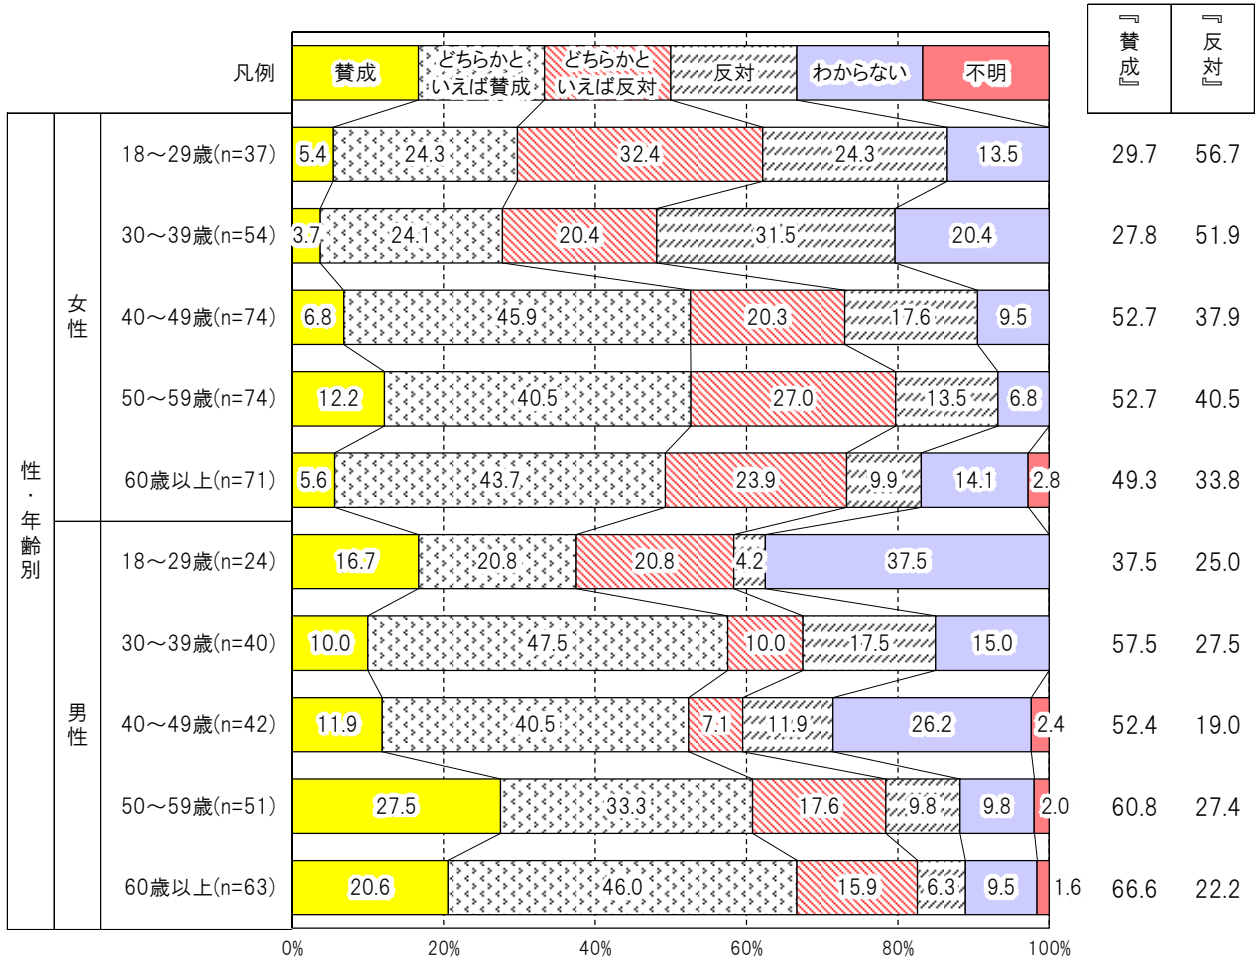 『賛成』 『反対』
凡例 賛成 どちらかといえば賛成 どちらかといえば反対 反対 わからない 不明
性・年齢別
女性
18～29歳(n=37) 5.4 24.3 32.4 24.3 13.5 29.7 56.7
30～39歳(n=54) 3.7 24.1 20.4 31.5 20.4 27.8 51.9
40～49歳(n=74) 6.8 45.9 20.3 17.6 9.5 52.7 37.9
50～59歳(n=74) 12.2 40.5 27.0 13.5 6.8 52.7 40.5
60歳以上(n=71) 5.6 43.7 23.9 9.9 14.1 2.8 49.3 33.8
男性
18～29歳(n=24) 16.7 20.8 20.8 4.2 37.5 37.5 25.0
30～39歳(n=40) 10.0 47.5 10.0 17.5 15.0 57.5 27.5
40～49歳(n=42) 11.9 40.5 7.1 11.9 26.2 2.4 52.4 19.0
50～59歳(n=51) 27.5 33.3 17.6 9.8 9.8 2.0 60.8 27.4
60歳以上(n=63) 20.6 46.0 15.9 6.3 9.5 1.6 66.6 22.2
0% 20% 40% 60% 80% 100%